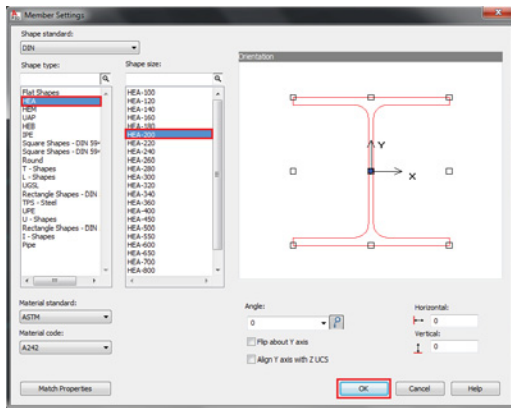 Member Settings
Shape standard:
DIN
Shape type:
Flat Shapes
HEA
HEM
UAP
HEB
IPE
Square Shapes - DIN 59
Square Shapes - DIN 59
Round
T - Shapes
L - Shapes
UGSL
Rectangle Shapes - DIN
TPS - Steel
UPE
U - Shapes
Rectangle Shapes - DIN
I - Shapes
Pipe
Shape size:
HEA-100
HEA-120
HEA-140
HEA-160
HEA-180
HEA-200
HEA-220
HEA-240
HEA-260
HEA-280
HEA-300
HEA-320
HEA-340
HEA-360
HEA-400
HEA-450
HEA-500
HEA-550
HEA-600
HEA-650
HEA-700
HEA-800
Orientation
Y
X
Material standard:
ASTM
Material code:
A242
Angle:
0
Flip about Y axis
Align Y axis with Z UCS
Horizontal:
0
Vertical:
0
Match Properties
OK
Cancel
Help